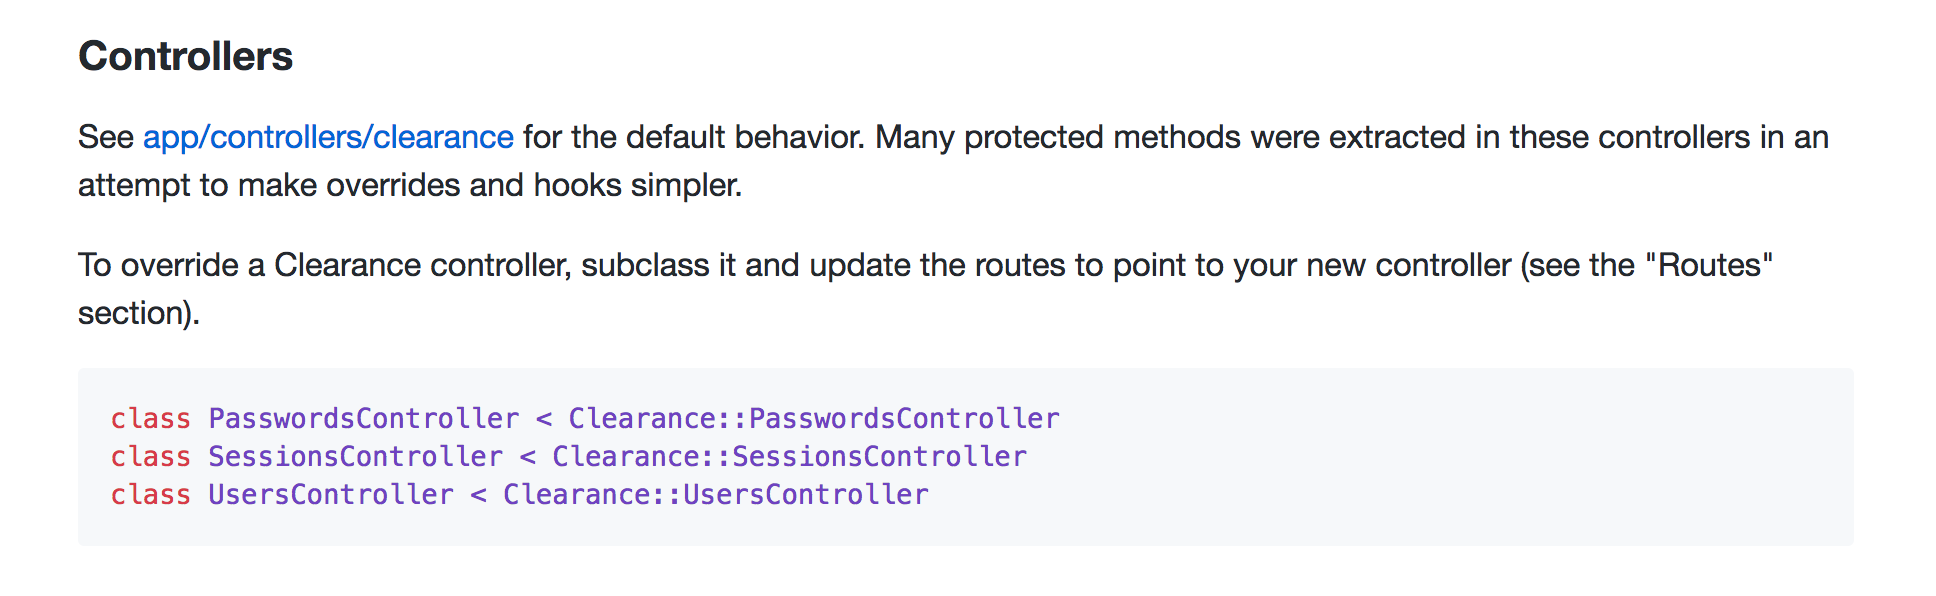 Controllers
See app/controllers/clearance for the default behavior. Many protected methods were extracted in these controllers in an
attempt to make overrides and hooks simpler.
To override a Clearance controller, subclass it and update the routes to point to your new controller (see the "Routes"
section).
class PasswordsController < Clearance::PasswordsController
class SessionsController < Clearance::SessionsController
class UsersController < Clearance::UsersController